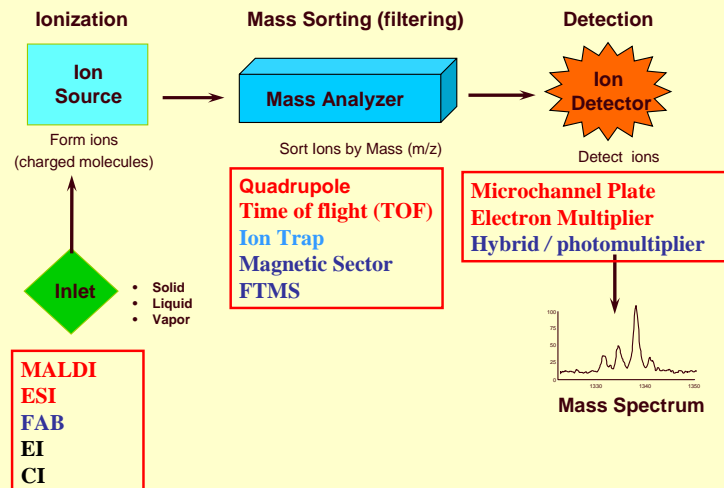 Ionization
Mass Sorting (filtering)
Detection
Ion
Source
Mass Analyzer
Ion
Detector
Form ions
(charged molecules)
Sort Ions by Mass (m/z)
Detect ions
Quadrupole
Time of flight (TOF)
Ion Trap
Magnetic Sector
FTMS
Microchannel Plate
Electron Multiplier
Hybrid / photomultiplier
Inlet
• Solid
• Liquid
• Vapor
MALDI
ESI
FAB
EI
CI
100
75
50
25
0
1330
1340
1350
Mass Spectrum